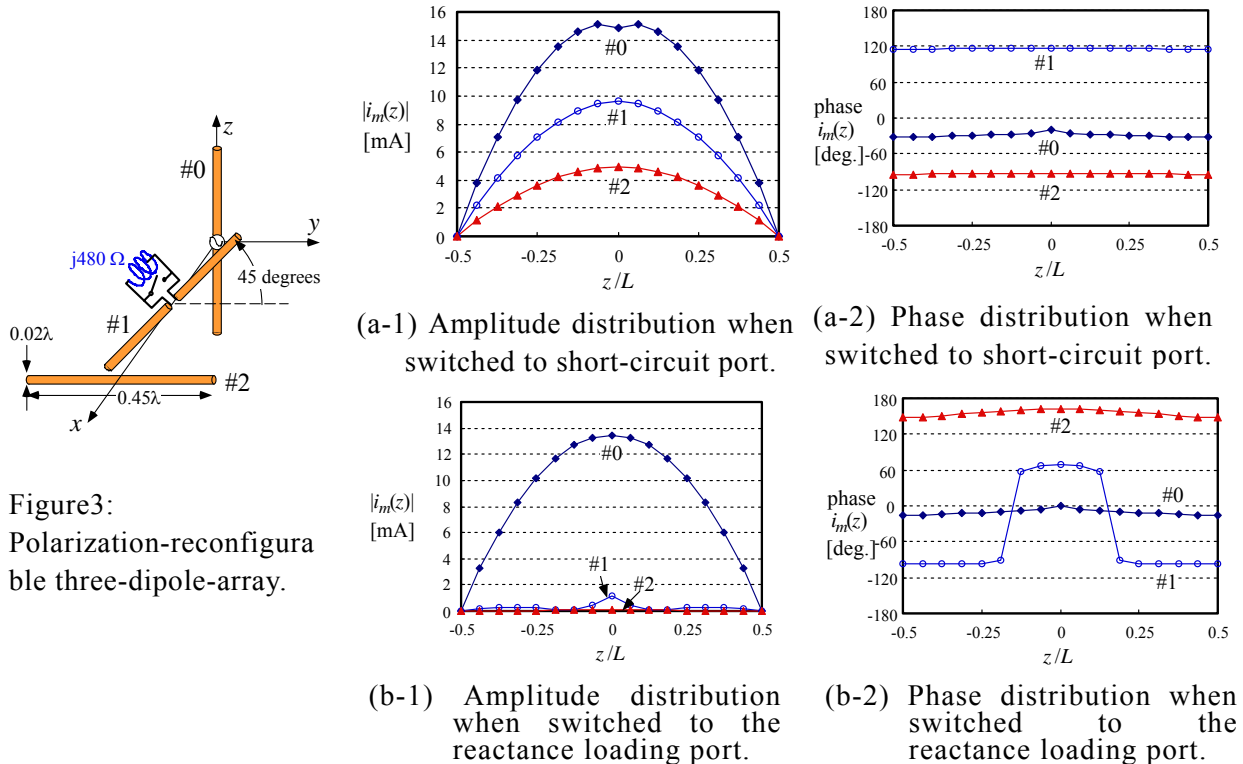 z
#0
y
j480 Ω
45 degrees
#1
0.02λ
#2
0.45λ
x
Figure3:
Polarization-reconfigura
ble three-dipole-array.
16
14
12
10
8
6
4
2
0
|i_m(z)|
[mA]
#0
#1
#2
-0.5 -0.25 0 0.25 0.5
z/L
(a-1) Amplitude distribution when
switched to short-circuit port.
180
120
60
0
-60
-120
-180
phase
i_m(z)
[deg.]
#1
#0
#2
-0.5 -0.25 0 0.25 0.5
z/L
(a-2) Phase distribution when
switched to short-circuit port.
16
14
12
10
8
6
4
2
0
|i_m(z)|
[mA]
#0
#1
#2
-0.5 -0.25 0 0.25 0.5
z/L
(b-1) Amplitude distribution
when switched to the
reactance loading port.
180
120
60
0
-60
-120
-180
phase
i_m(z)
[deg.]
#2
#0
#1
-0.5 -0.25 0 0.25 0.5
z/L
(b-2) Phase distribution when
switched to the
reactance loading port.